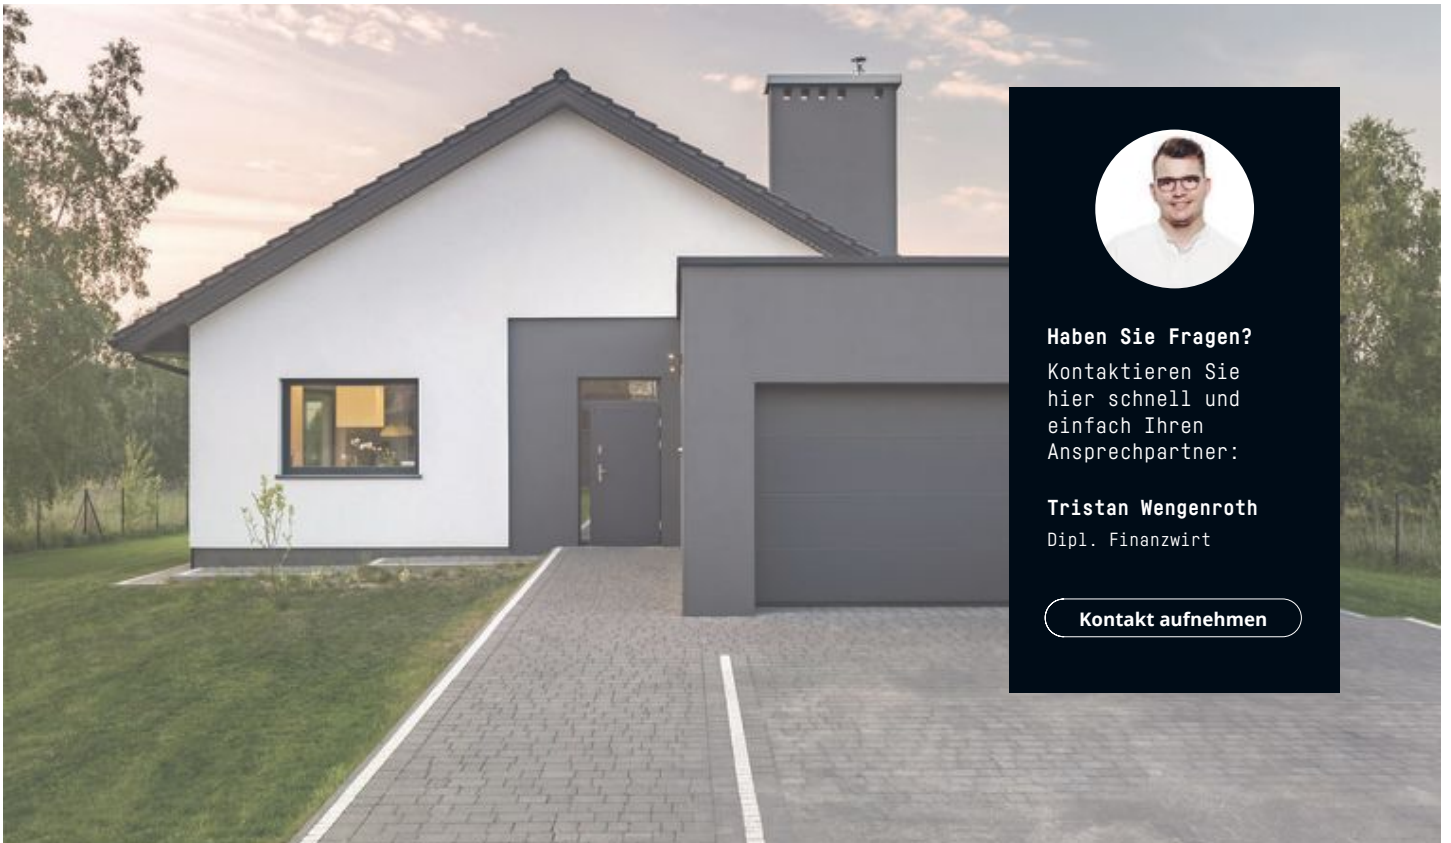 Haben Sie Fragen?
Kontaktieren Sie
hier schnell und
einfach Ihren
Ansprechpartner:
Tristan Wengenroth
Dipl. Finanzwirt
Kontakt aufnehmen